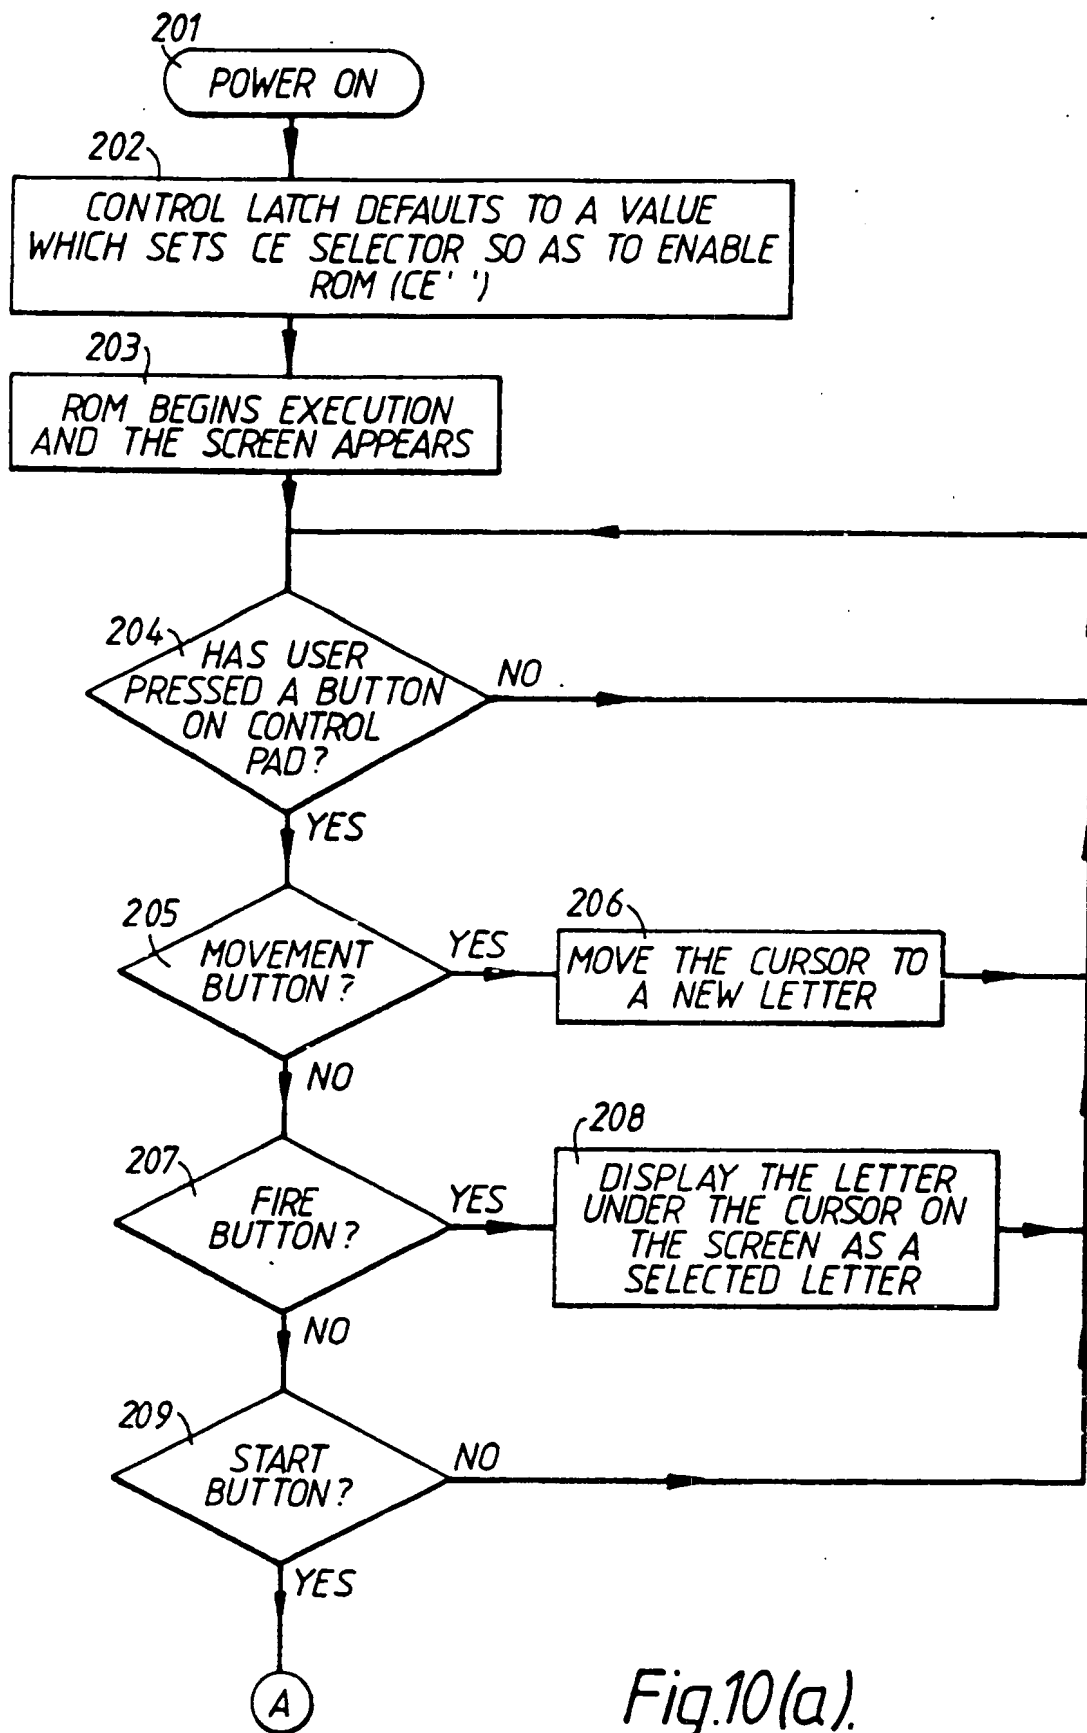 201
POWER ON
202
CONTROL LATCH DEFAULTS TO A VALUE
WHICH SETS CE SELECTOR SO AS TO ENABLE
ROM (CE' ')
203
ROM BEGINS EXECUTION
AND THE SCREEN APPEARS
204
HAS USER
PRESSED A BUTTON
ON CONTROL
PAD?
NO
YES
205
MOVEMENT
BUTTON?
YES
206
MOVE THE CURSOR TO
A NEW LETTER
NO
207
FIRE
BUTTON?
YES
208
DISPLAY THE LETTER
UNDER THE CURSOR ON
THE SCREEN AS A
SELECTED LETTER
NO
209
START
BUTTON?
NO
YES
A
Fig.10(a).